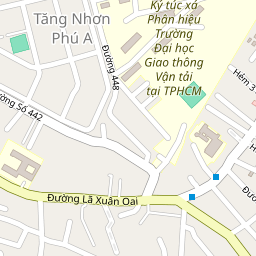 Tăng Nhơn
Phú A
Ký túc xá
Phân hiệu
Trường
Đại học
Giao thông
Vận tải
tại TPHCM
Đường 448
Hẻm 3
Số 442
Đường Lã Xuân Oai